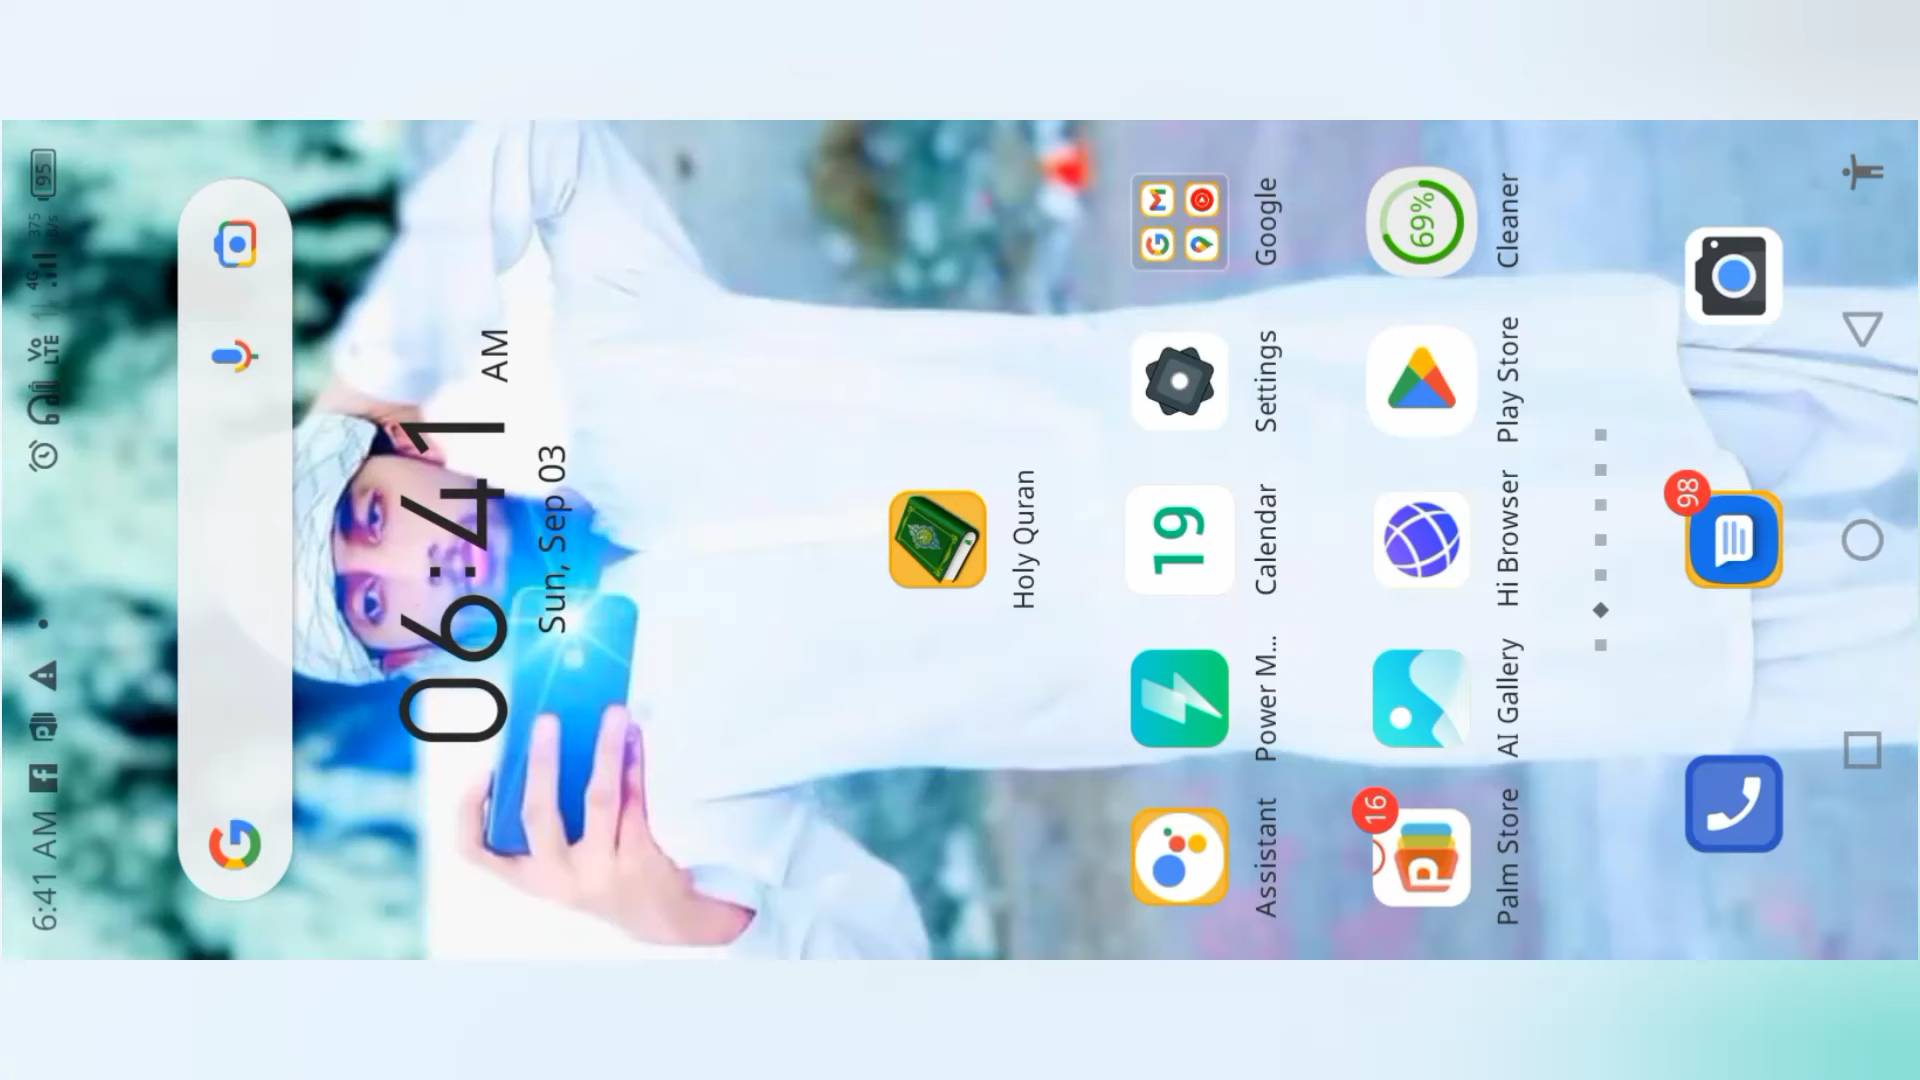 6:41 AM
Vo LTE
4G
375 B/s
95
06:41 AM
Sun, Sep 03
Holy Quran
Assistant
Power M...
19
Calendar
Settings
Google
16
Palm Store
AI Gallery
Hi Browser
Play Store
69%
Cleaner
98